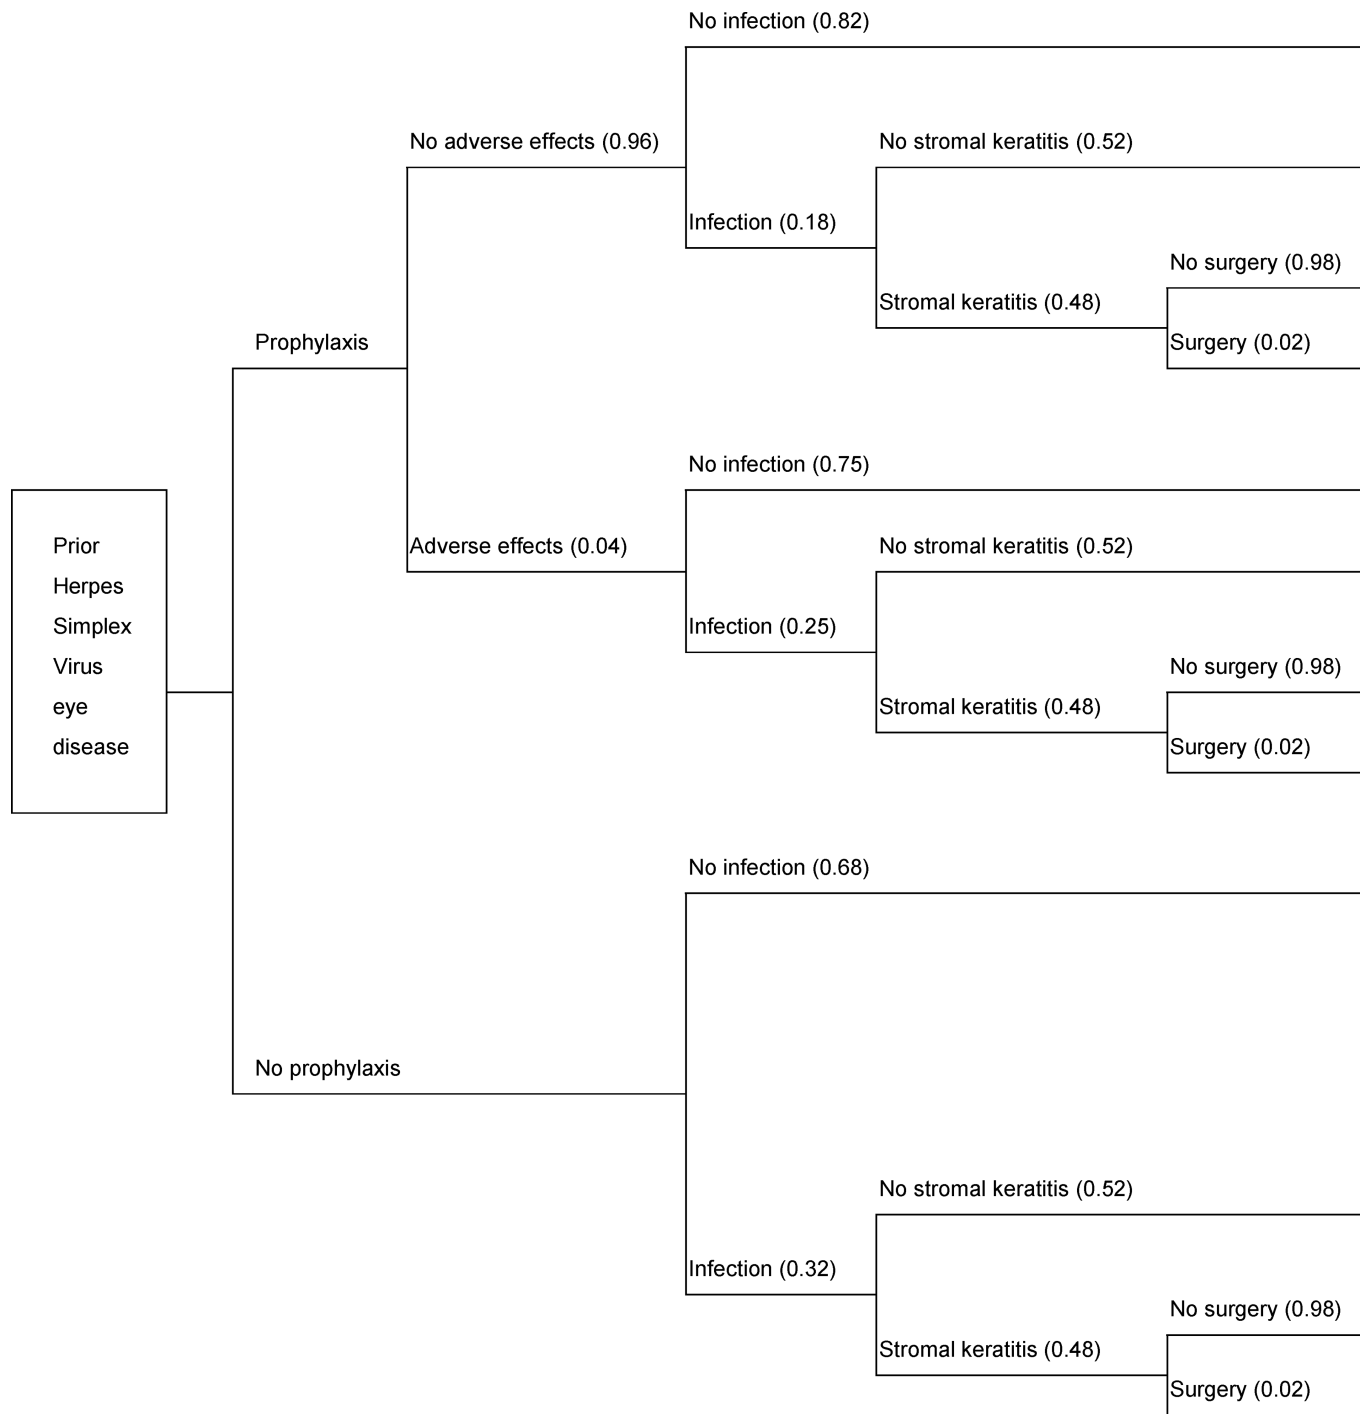 No infection (0.82)
No adverse effects (0.96)
No stromal keratitis (0.52)
Infection (0.18)
No surgery (0.98)
Stromal keratitis (0.48)
Prophylaxis
Surgery (0.02)
No infection (0.75)
Prior
Herpes
Simplex
Virus
eye
disease
Adverse effects (0.04)
No stromal keratitis (0.52)
Infection (0.25)
No surgery (0.98)
Stromal keratitis (0.48)
Surgery (0.02)
No infection (0.68)
No prophylaxis
No stromal keratitis (0.52)
Infection (0.32)
No surgery (0.98)
Stromal keratitis (0.48)
Surgery (0.02)